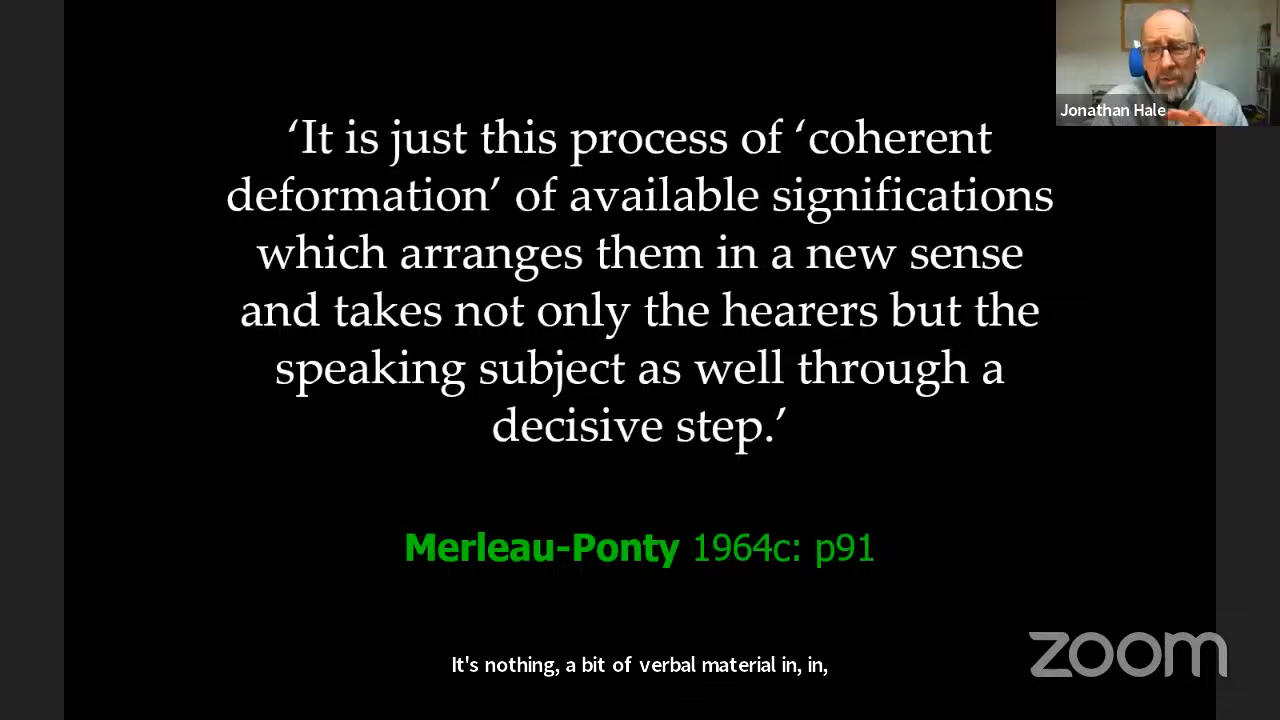 Jonathan Hale
‘It is just this process of ‘coherent
deformation’ of available significations
which arranges them in a new sense
and takes not only the hearers but the
speaking subject as well through a
decisive step.’
Merleau-Ponty 1964c: p91
zoom
It's nothing, a bit of verbal material in, in,